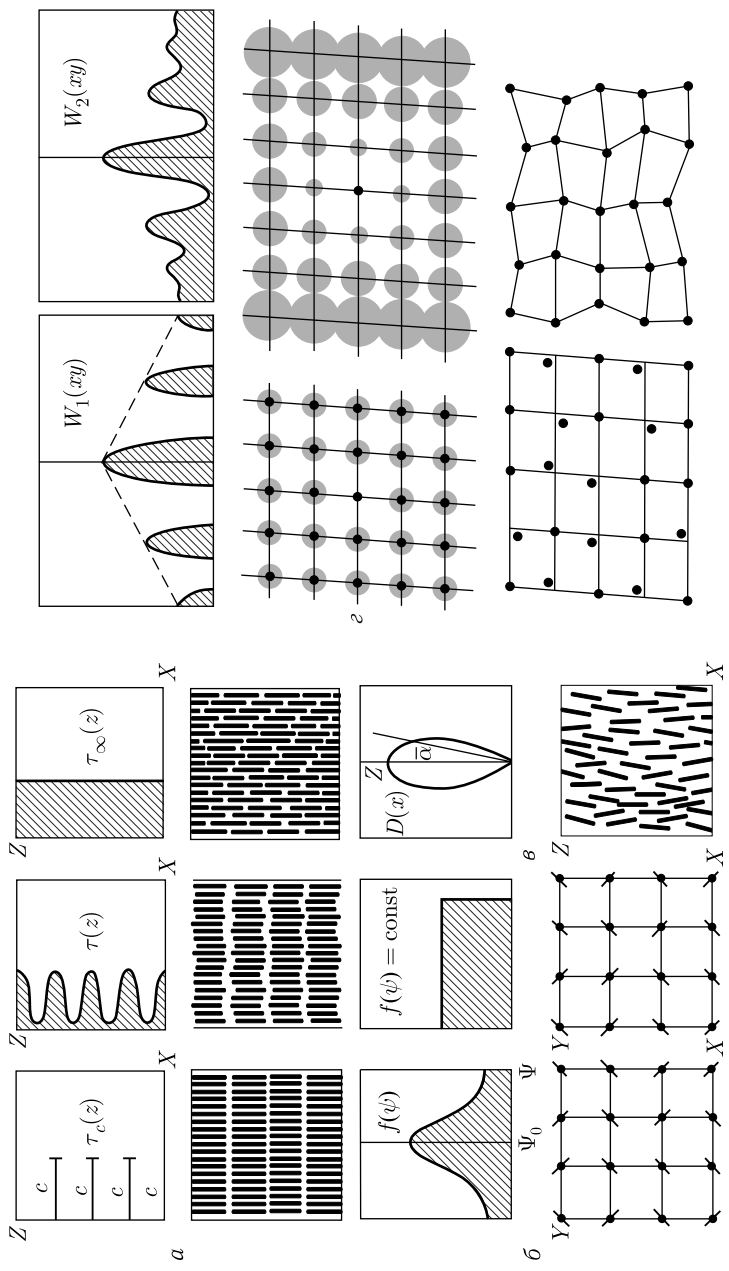 Z
c
c
c
c
τ_c(z)
X
Z
τ(z)
X
Z
τ_∞(z)
X
а
f(ψ)
Ψ₀
Ψ
f(ψ) = const
D(x)
Z
ᾱ
б
в
Y
X
Y
X
Z
X
W₁(xy)
W₂(xy)
г